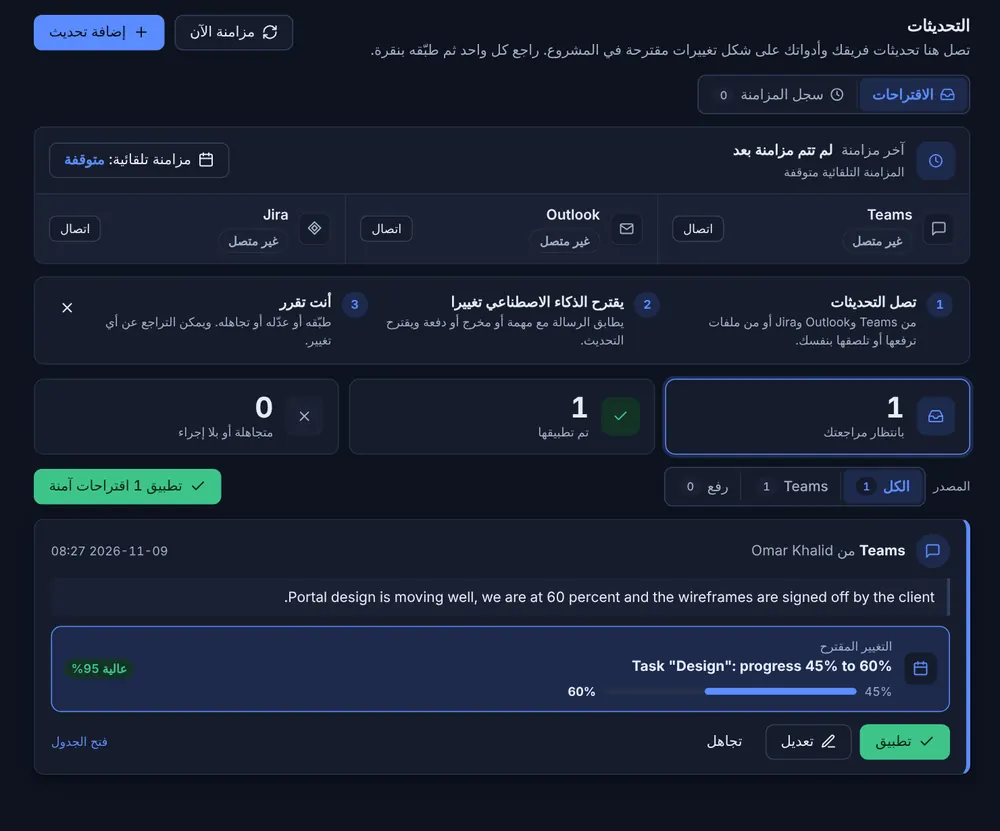 التحديثات
تصل هنا تحديثات فريقك وأدواتك على شكل تغييرات مقترحة في المشروع. راجع كل واحد ثم طبّقه بنقرة.
مزامنة الآن
إضافة تحديث
الاقتراحات
سجل المزامنة 0
آخر مزامنة لم تتم مزامنة بعد
المزامنة التلقائية متوقفة
مزامنة تلقائية: متوقفة
Teams
غير متصل
اتصال
Outlook
غير متصل
اتصال
Jira
غير متصل
اتصال
1
تصل التحديثات
من Teams وOutlook وJira أو من ملفات
ترفعها أو تلصقها بنفسك.
2
يقترح الذكاء الاصطناعي تغييرا
يطابق الرسالة مع مهمة أو مخرج أو دفعة ويقترح
التحديث.
3
أنت تقرر
طبّقه أو عدّله أو تجاهله. ويمكن التراجع عن أي
تغيير.
1
بانتظار مراجعتك
1
تم تطبيقها
0
متجاهلة أو بلا إجراء
المصدر
الكل 1
Teams 1
رفع 0
تطبيق 1 اقتراحات آمنة
Teams من Omar Khalid
08:27 2026-11-09
Portal design is moving well, we are at 60 percent and the wireframes are signed off by the client.
التغيير المقترح
Task "Design": progress 45% to 60%
45%
60%
عالية 95%
تطبيق
تعديل
تجاهل
فتح الجدول